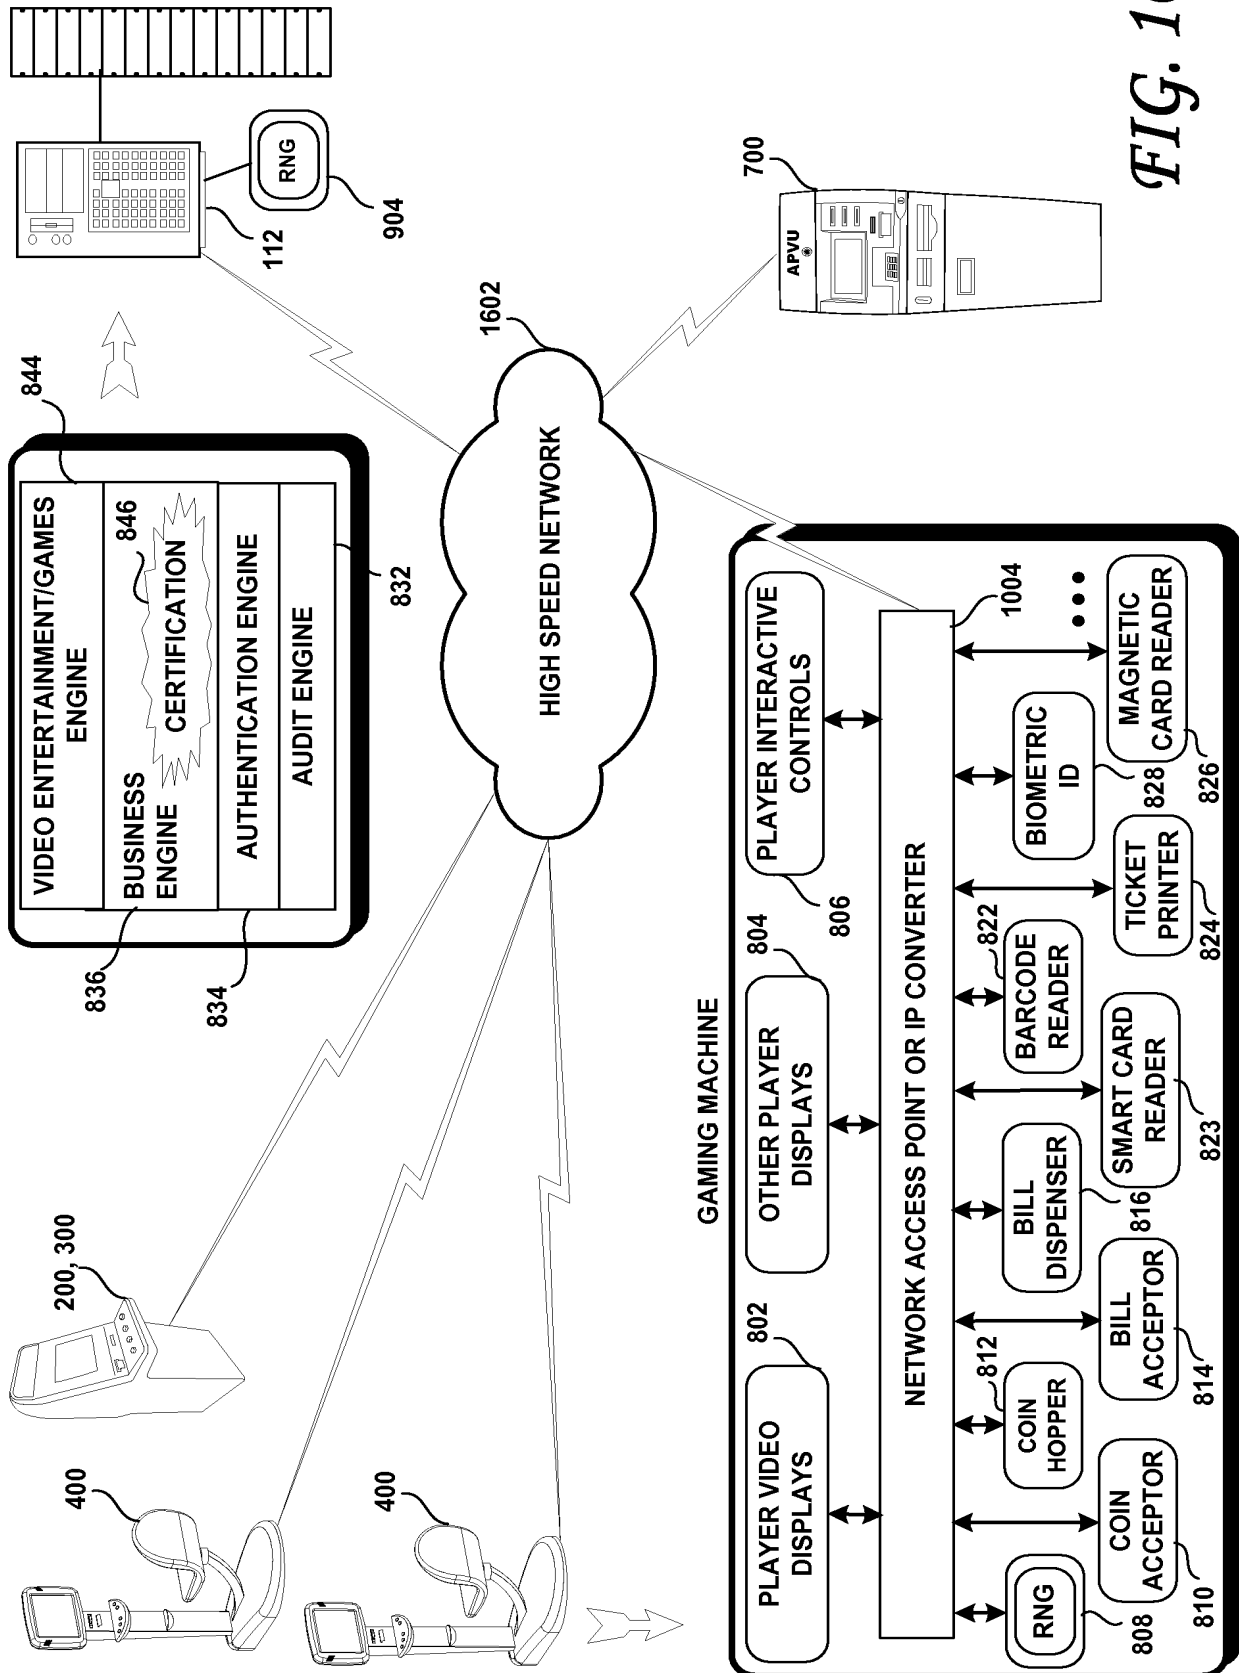 400
400
200, 300
836
834
VIDEO ENTERTAINMENT/GAMES
ENGINE
844
BUSINESS
ENGINE
846
CERTIFICATION
AUTHENTICATION ENGINE
AUDIT ENGINE
832
112
RNG
904
1602
HIGH SPEED NETWORK
APVU
700
GAMING MACHINE
802
804
806
PLAYER VIDEO
DISPLAYS
OTHER PLAYER
DISPLAYS
PLAYER INTERACTIVE
CONTROLS
NETWORK ACCESS POINT OR IP CONVERTER
1004
RNG
808
COIN
ACCEPTOR
810
812
COIN
HOPPER
BILL
ACCEPTOR
814
BILL
DISPENSER
816
SMART CARD
READER
823
822
BARCODE
READER
TICKET
PRINTER
824
BIOMETRIC
ID
828
MAGNETIC
CARD READER
826
FIG. 1